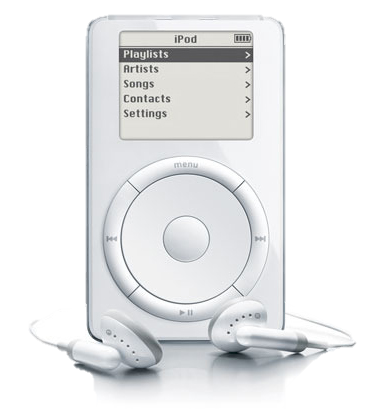 iPod
Playlists >
Artists >
Songs >
Contacts >
Settings >
menu